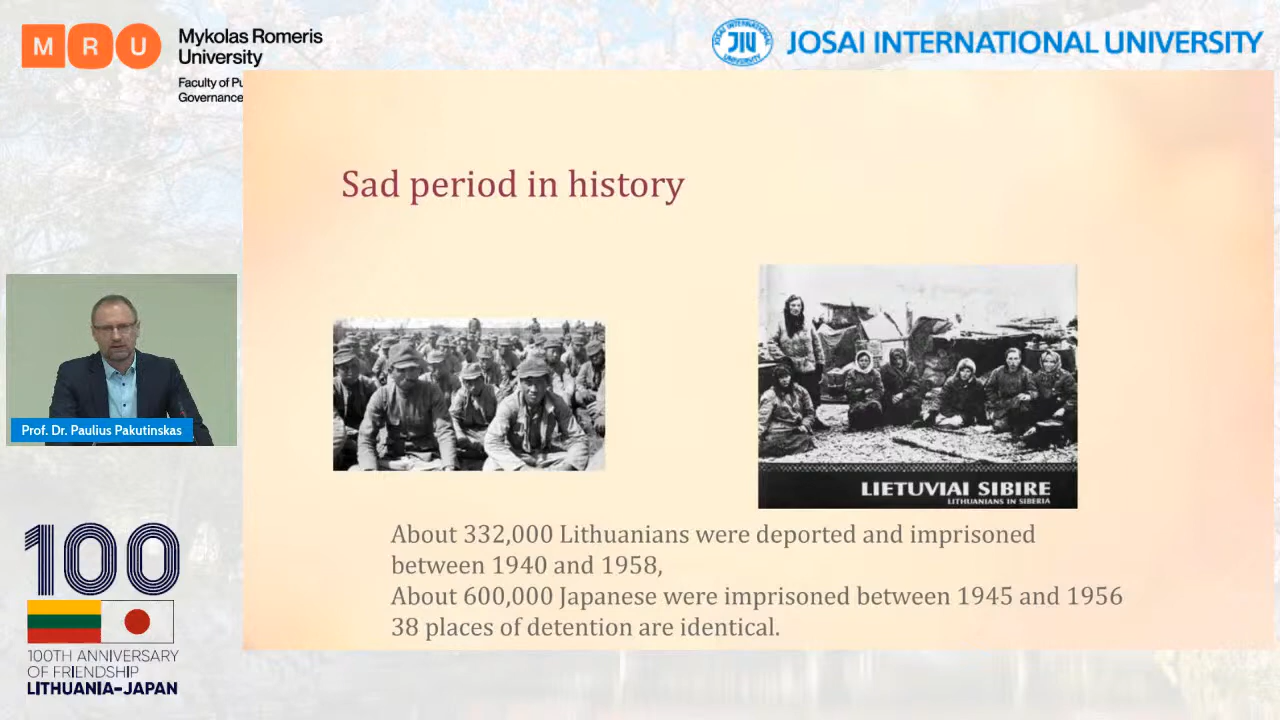 MRU
Mykolas Romeris
University
Faculty of Pu
Governance
JIU
JOSAI INTERNATIONAL UNIVERSITY
Sad period in history
LIETUVIAI SIBIRE
LITHUANIANS IN SIBERIA
Prof. Dr. Paulius Pakutinskas
About 332,000 Lithuanians were deported and imprisoned
between 1940 and 1958,
About 600,000 Japanese were imprisoned between 1945 and 1956
38 places of detention are identical.
100
100TH ANNIVERSARY
OF FRIENDSHIP
LITHUANIA–JAPAN